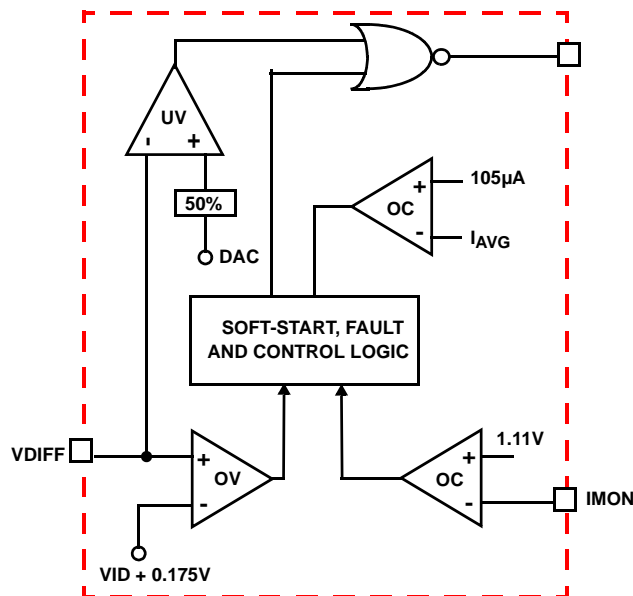 UV
- +
50%
DAC
+ 105µA
OC
- IAVG
SOFT-START, FAULT
AND CONTROL LOGIC
VDIFF
+
OV
-
VID + 0.175V
1.11V
+
OC
-
IMON